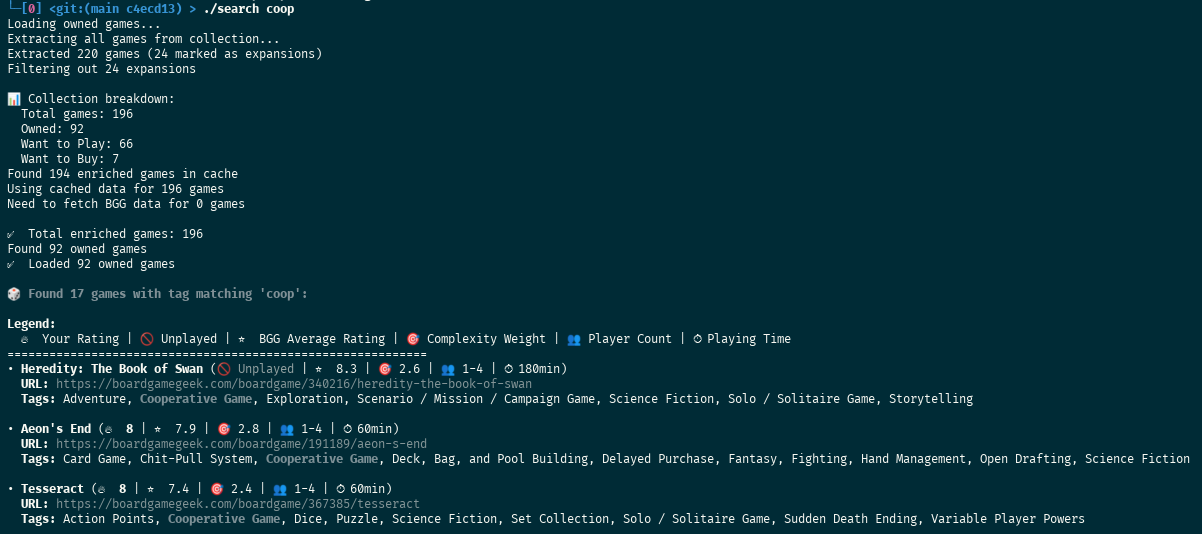 └─[0] <git:(main c4ecd13) > ./search coop
Loading owned games...
Extracting all games from collection...
Extracted 220 games (24 marked as expansions)
Filtering out 24 expansions
📊 Collection breakdown:
Total games: 196
Owned: 92
Want to Play: 66
Want to Buy: 7
Found 194 enriched games in cache
Using cached data for 196 games
Need to fetch BGG data for 0 games
✅ Total enriched games: 196
Found 92 owned games
✅ Loaded 92 owned games
🎲 Found 17 games with tag matching 'coop':
Legend:
🔥 Your Rating | 🚫 Unplayed | ⭐ BGG Average Rating | 🎯 Complexity Weight | 👥 Player Count | ⏱ Playing Time
============================================================
• Heredity: The Book of Swan (🚫 Unplayed | ⭐ 8.3 | 🎯 2.6 | 👥 1-4 | ⏱ 180min)
URL: https://boardgamegeek.com/boardgame/340216/heredity-the-book-of-swan
Tags: Adventure, Cooperative Game, Exploration, Scenario / Mission / Campaign Game, Science Fiction, Solo / Solitaire Game, Storytelling
• Aeon's End (🔥 8 | ⭐ 7.9 | 🎯 2.8 | 👥 1-4 | ⏱ 60min)
URL: https://boardgamegeek.com/boardgame/191189/aeon-s-end
Tags: Card Game, Chit-Pull System, Cooperative Game, Deck, Bag, and Pool Building, Delayed Purchase, Fantasy, Fighting, Hand Management, Open Drafting, Science Fiction
• Tesseract (🔥 8 | ⭐ 7.4 | 🎯 2.4 | 👥 1-4 | ⏱ 60min)
URL: https://boardgamegeek.com/boardgame/367385/tesseract
Tags: Action Points, Cooperative Game, Dice, Puzzle, Science Fiction, Set Collection, Solo / Solitaire Game, Sudden Death Ending, Variable Player Powers